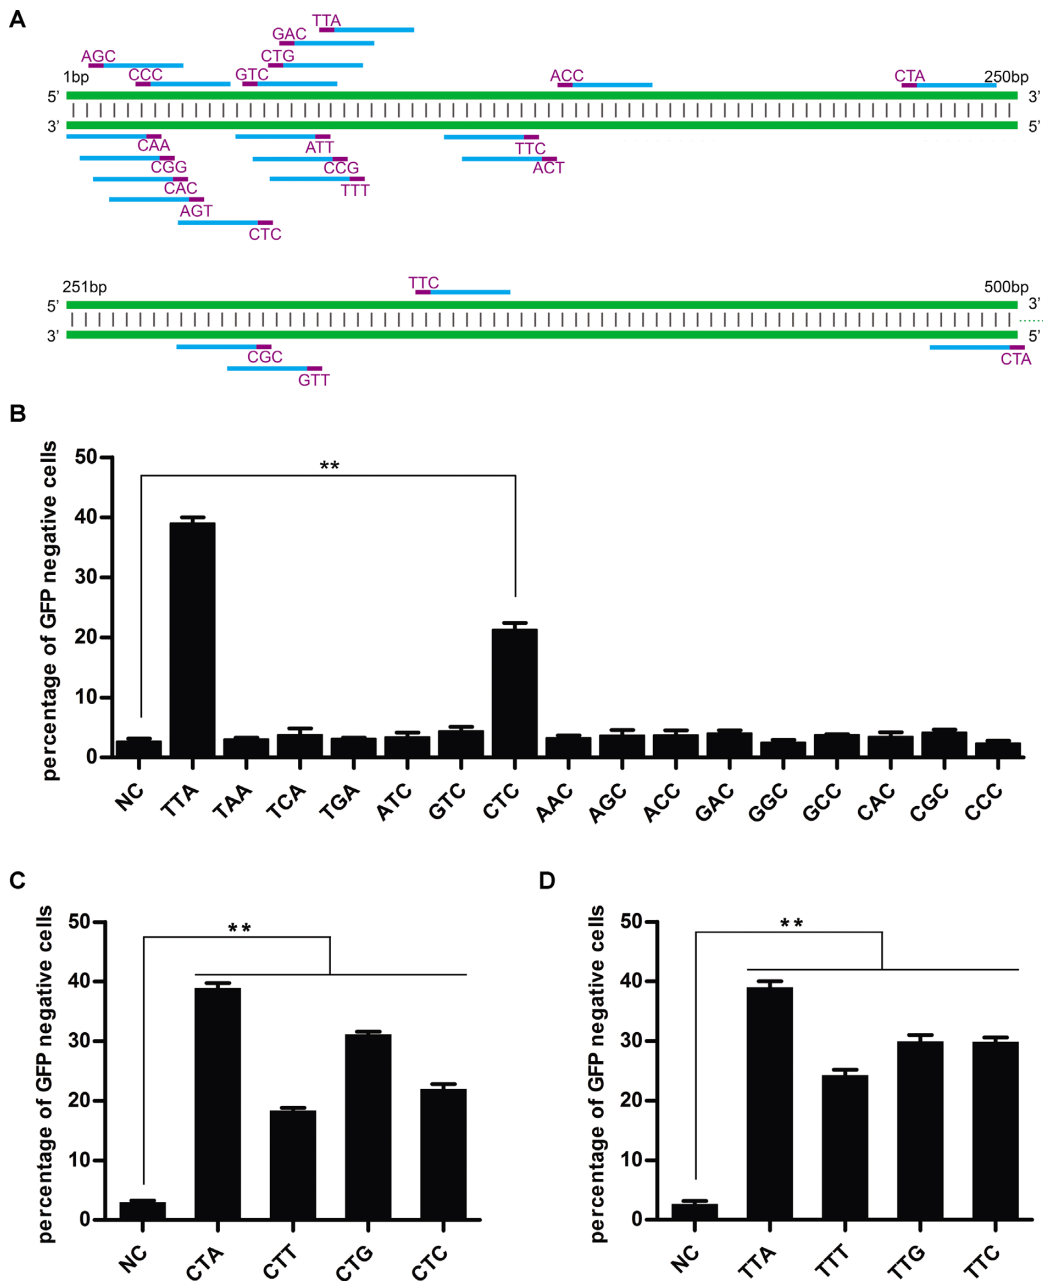 A
TTA
GAC
AGC
CTG
CCC
GTC
ACC
CTA
1bp
250bp
5’
3’
3’
5’
CAA
ATT
TTC
CGG
CCG
ACT
CAC
TTT
AGT
CTC
TTC
251bp
500bp
5’
3’
3’
5’
CGC
CTA
GTT
B
percentage of GFP negative cells
50
40
30
20
10
0
**
NC TTA TAA TCA TGA ATC GTC CTC AAC AGC ACC GAC GGC GCC CAC CGC CCC
C
percentage of GFP negative cells
50
40
30
20
10
0
**
NC CTA CTT CTG CTC
D
percentage of GFP negative cells
50
40
30
20
10
0
**
NC TTA TTT TTG TTC